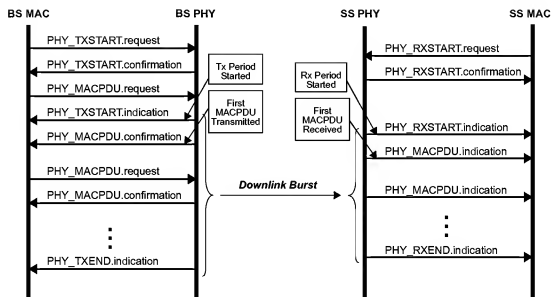 BS MAC
BS PHY
SS PHY
SS MAC
PHY_TXSTART.request
PHY_TXSTART.confirmation
PHY_MACPDU.request
PHY_TXSTART.indication
PHY_MACPDU.confirmation
PHY_MACPDU.request
PHY_MACPDU.confirmation
PHY_TXEND.indication
Tx Period
Started
First
MACPDU
Transmitted
Downlink Burst
Rx Period
Started
First
MACPDU
Received
PHY_RXSTART.request
PHY_RXSTART.confirmation
PHY_RXSTART.indication
PHY_MACPDU.indication
PHY_MACPDU.indication
PHY_RXEND.indication